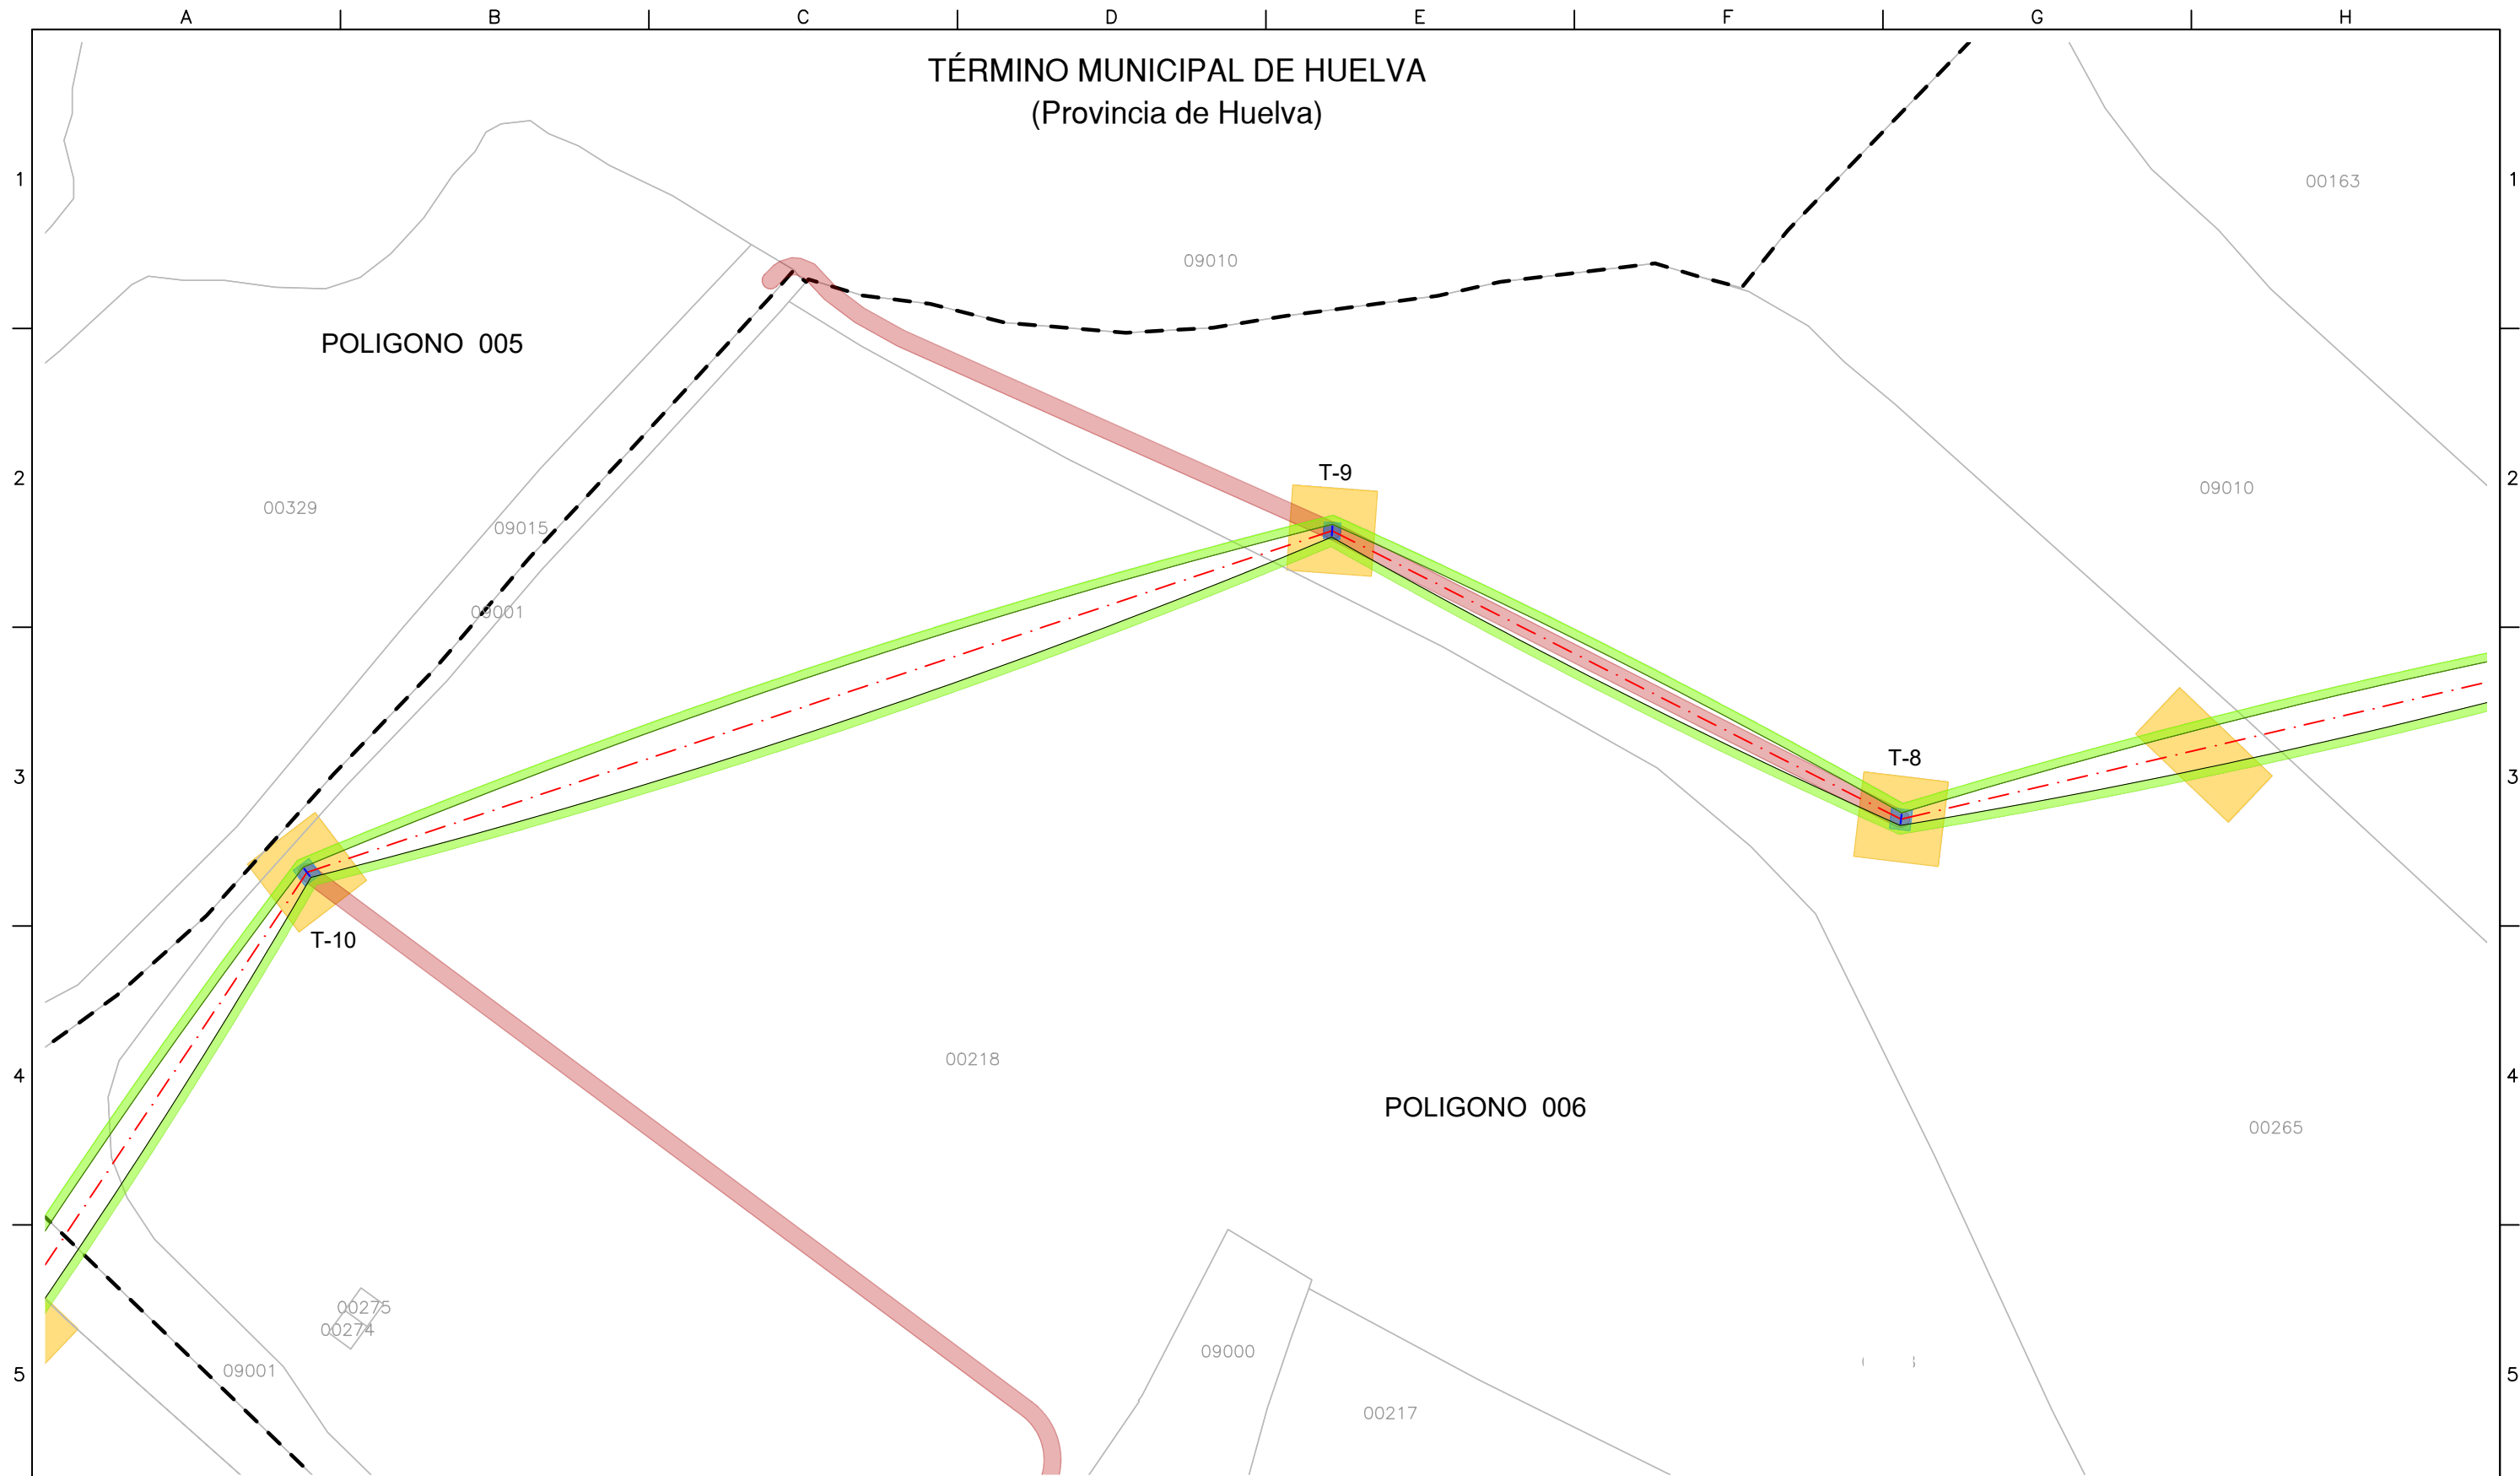 A B C D E F G H
TÉRMINO MUNICIPAL DE HUELVA
(Provincia de Huelva)
1 1
00163
09010
POLIGONO 005
T-9
2 2
09010
00329
09015
09001
T-8
3 3
T-10
00218
4 4
POLIGONO 006
00265
00275
00274
09000
09001
5 5
00217